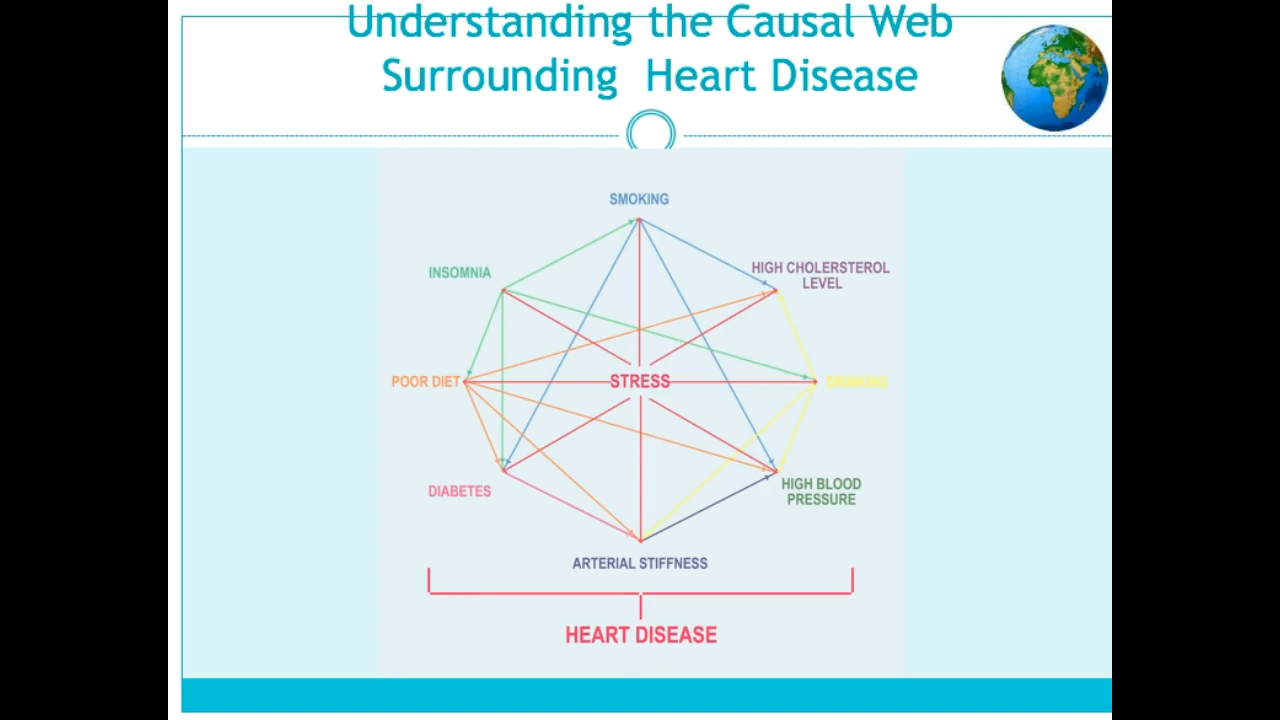 Understanding the Causal Web
Surrounding Heart Disease
SMOKING
INSOMNIA
HIGH CHOLERSTEROL
LEVEL
POOR DIET
STRESS
DRINKING
DIABETES
HIGH BLOOD
PRESSURE
ARTERIAL STIFFNESS
HEART DISEASE